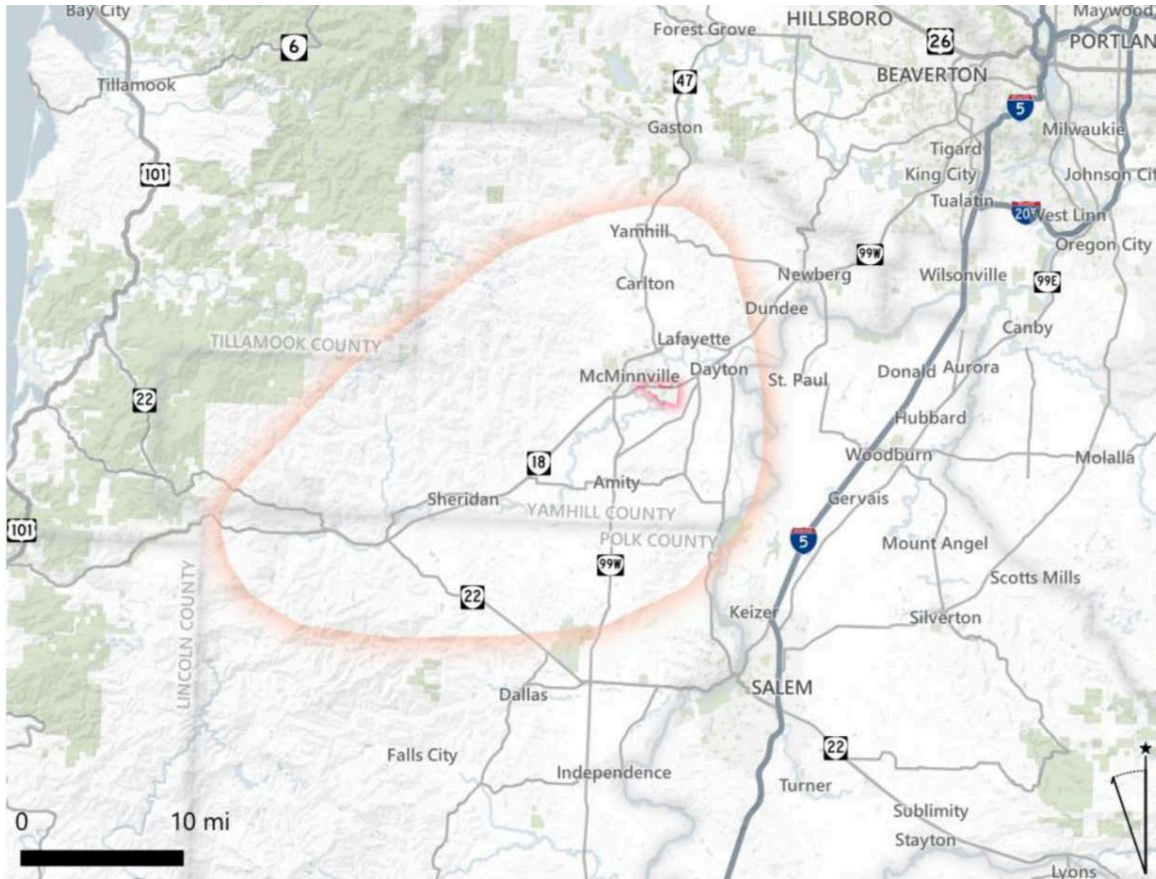 Bay City
HILLSBORO
Maywood
Forest Grove
26
PORTLAN
6
Tillamook
BEAVERTON
47
5
Gaston
Milwaukie
Tigard
101
King City
Johnson Cit
Tualatin
20
West Linn
Yamhill
Oregon City
99W
Newberg
Wilsonville
Carlton
99E
Dundee
Canby
Lafayette
TILLAMOOK COUNTY
McMinnville
Dayton
St. Paul
Donald
Aurora
22
Hubbard
18
Woodburn
Molalla
Amity
Sheridan
Gervais
YAMHILL COUNTY
101
POLK COUNTY
5
Mount Angel
99W
Scotts Mills
22
LINCOLN COUNTY
Keizer
Silverton
SALEM
Dallas
22
Falls City
Independence
Turner
0
10 mi
Sublimity
Stayton
Lyons